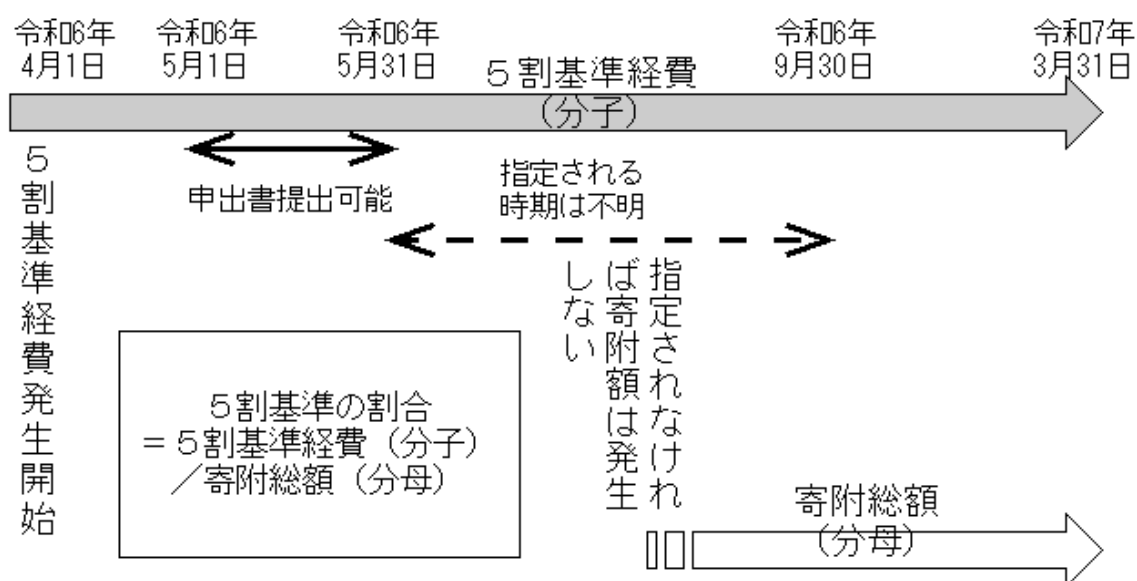 令和6年
4月1日
令和6年
5月1日
令和6年
5月31日
令和6年
9月30日
令和7年
3月31日
５割基準経費
(分子)
５割基準経費発生開始
申出書提出可能
指定される
時期は不明
指定されなけれ
ば寄附額は発生
しない
５割基準の割合
＝５割基準経費（分子）
／寄附総額（分母）
寄附総額
(分母)